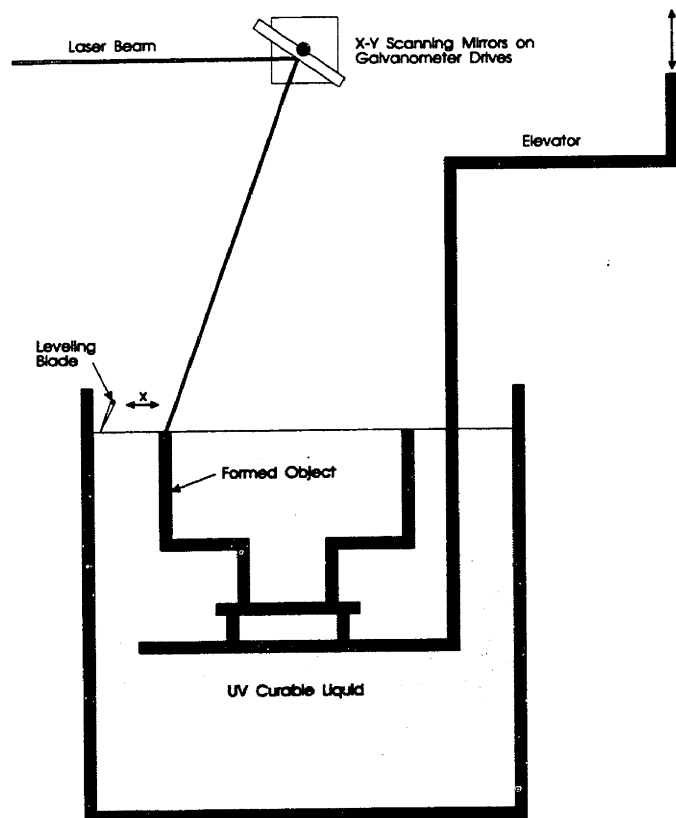 Laser Beam
X-Y Scanning Mirrors on
Galvanometer Drives
Elevator
Leveling
Blade
x
Formed Object
UV Curable Liquid